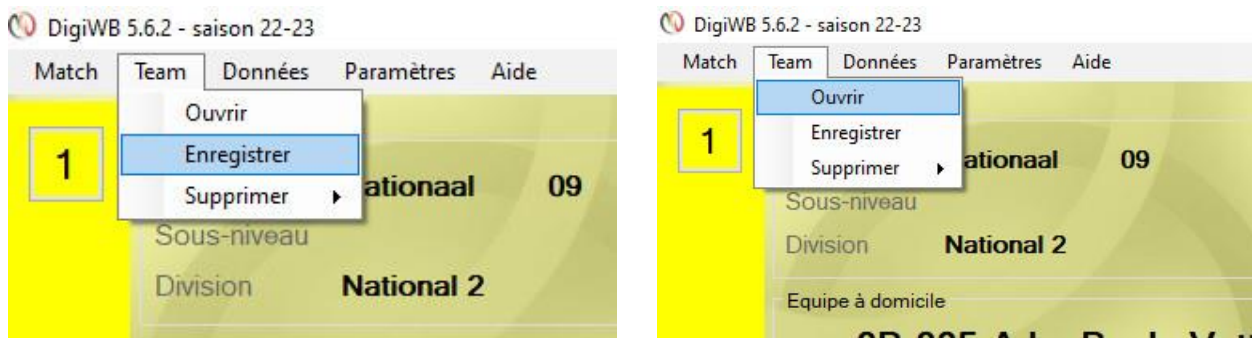 DigiWB 5.6.2 - saison 22-23
Match Team Données Paramètres Aide
Ouvrir
1
Enregistrer
Supprimer
ationaal 09
Sous-niveau
Division National 2
DigiWB 5.6.2 - saison 22-23
Match Team Données Paramètres Aide
Ouvrir
1
Enregistrer
Supprimer
ationaal 09
Sous-niveau
Division National 2
Equipe à domicile